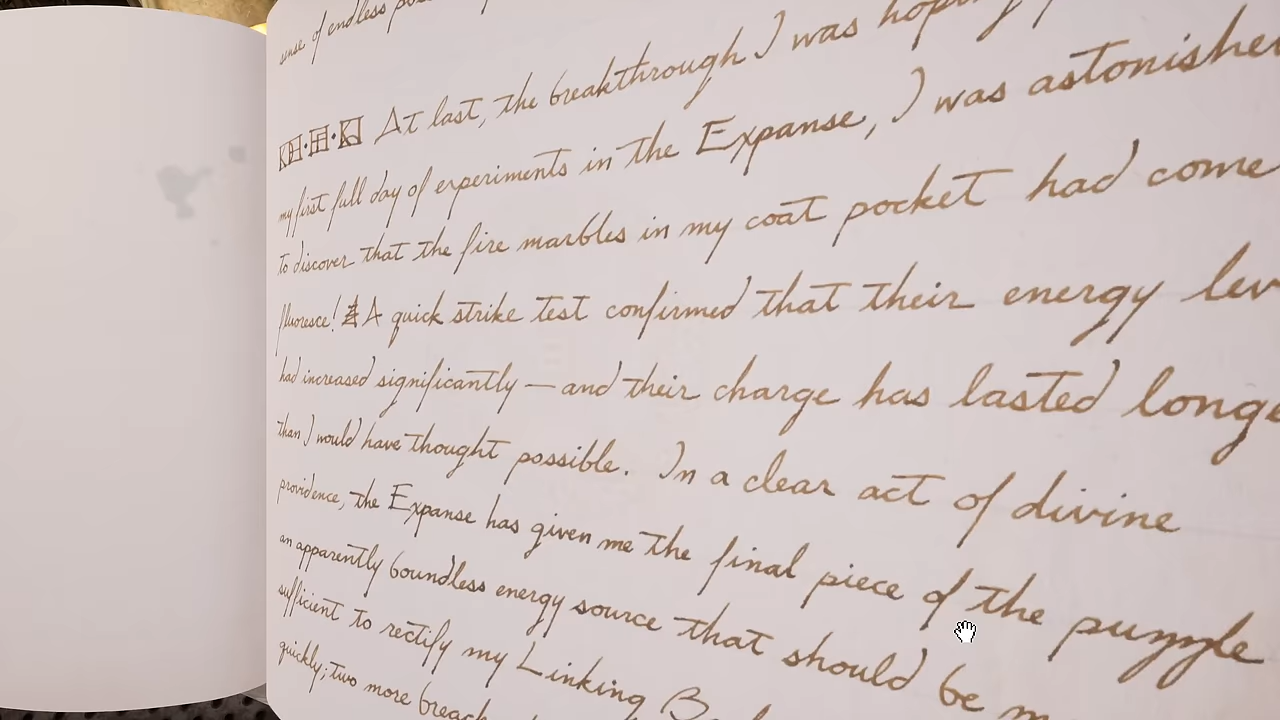 sense of endless
At last, the breakthrough I was
my first full day of experiments in the Expanse, I was
to discover that the fire marbles in my coat pocket had come
fluoresce! A quick strike test confirmed that their energy
had increased significantly — and their charge has lasted
than I would have thought possible. In a clear act of divine
providence, the Expanse has given me the final piece of the puzzle
an apparently boundless energy source that should be
sufficient to rectify my Linking
quickly; two more